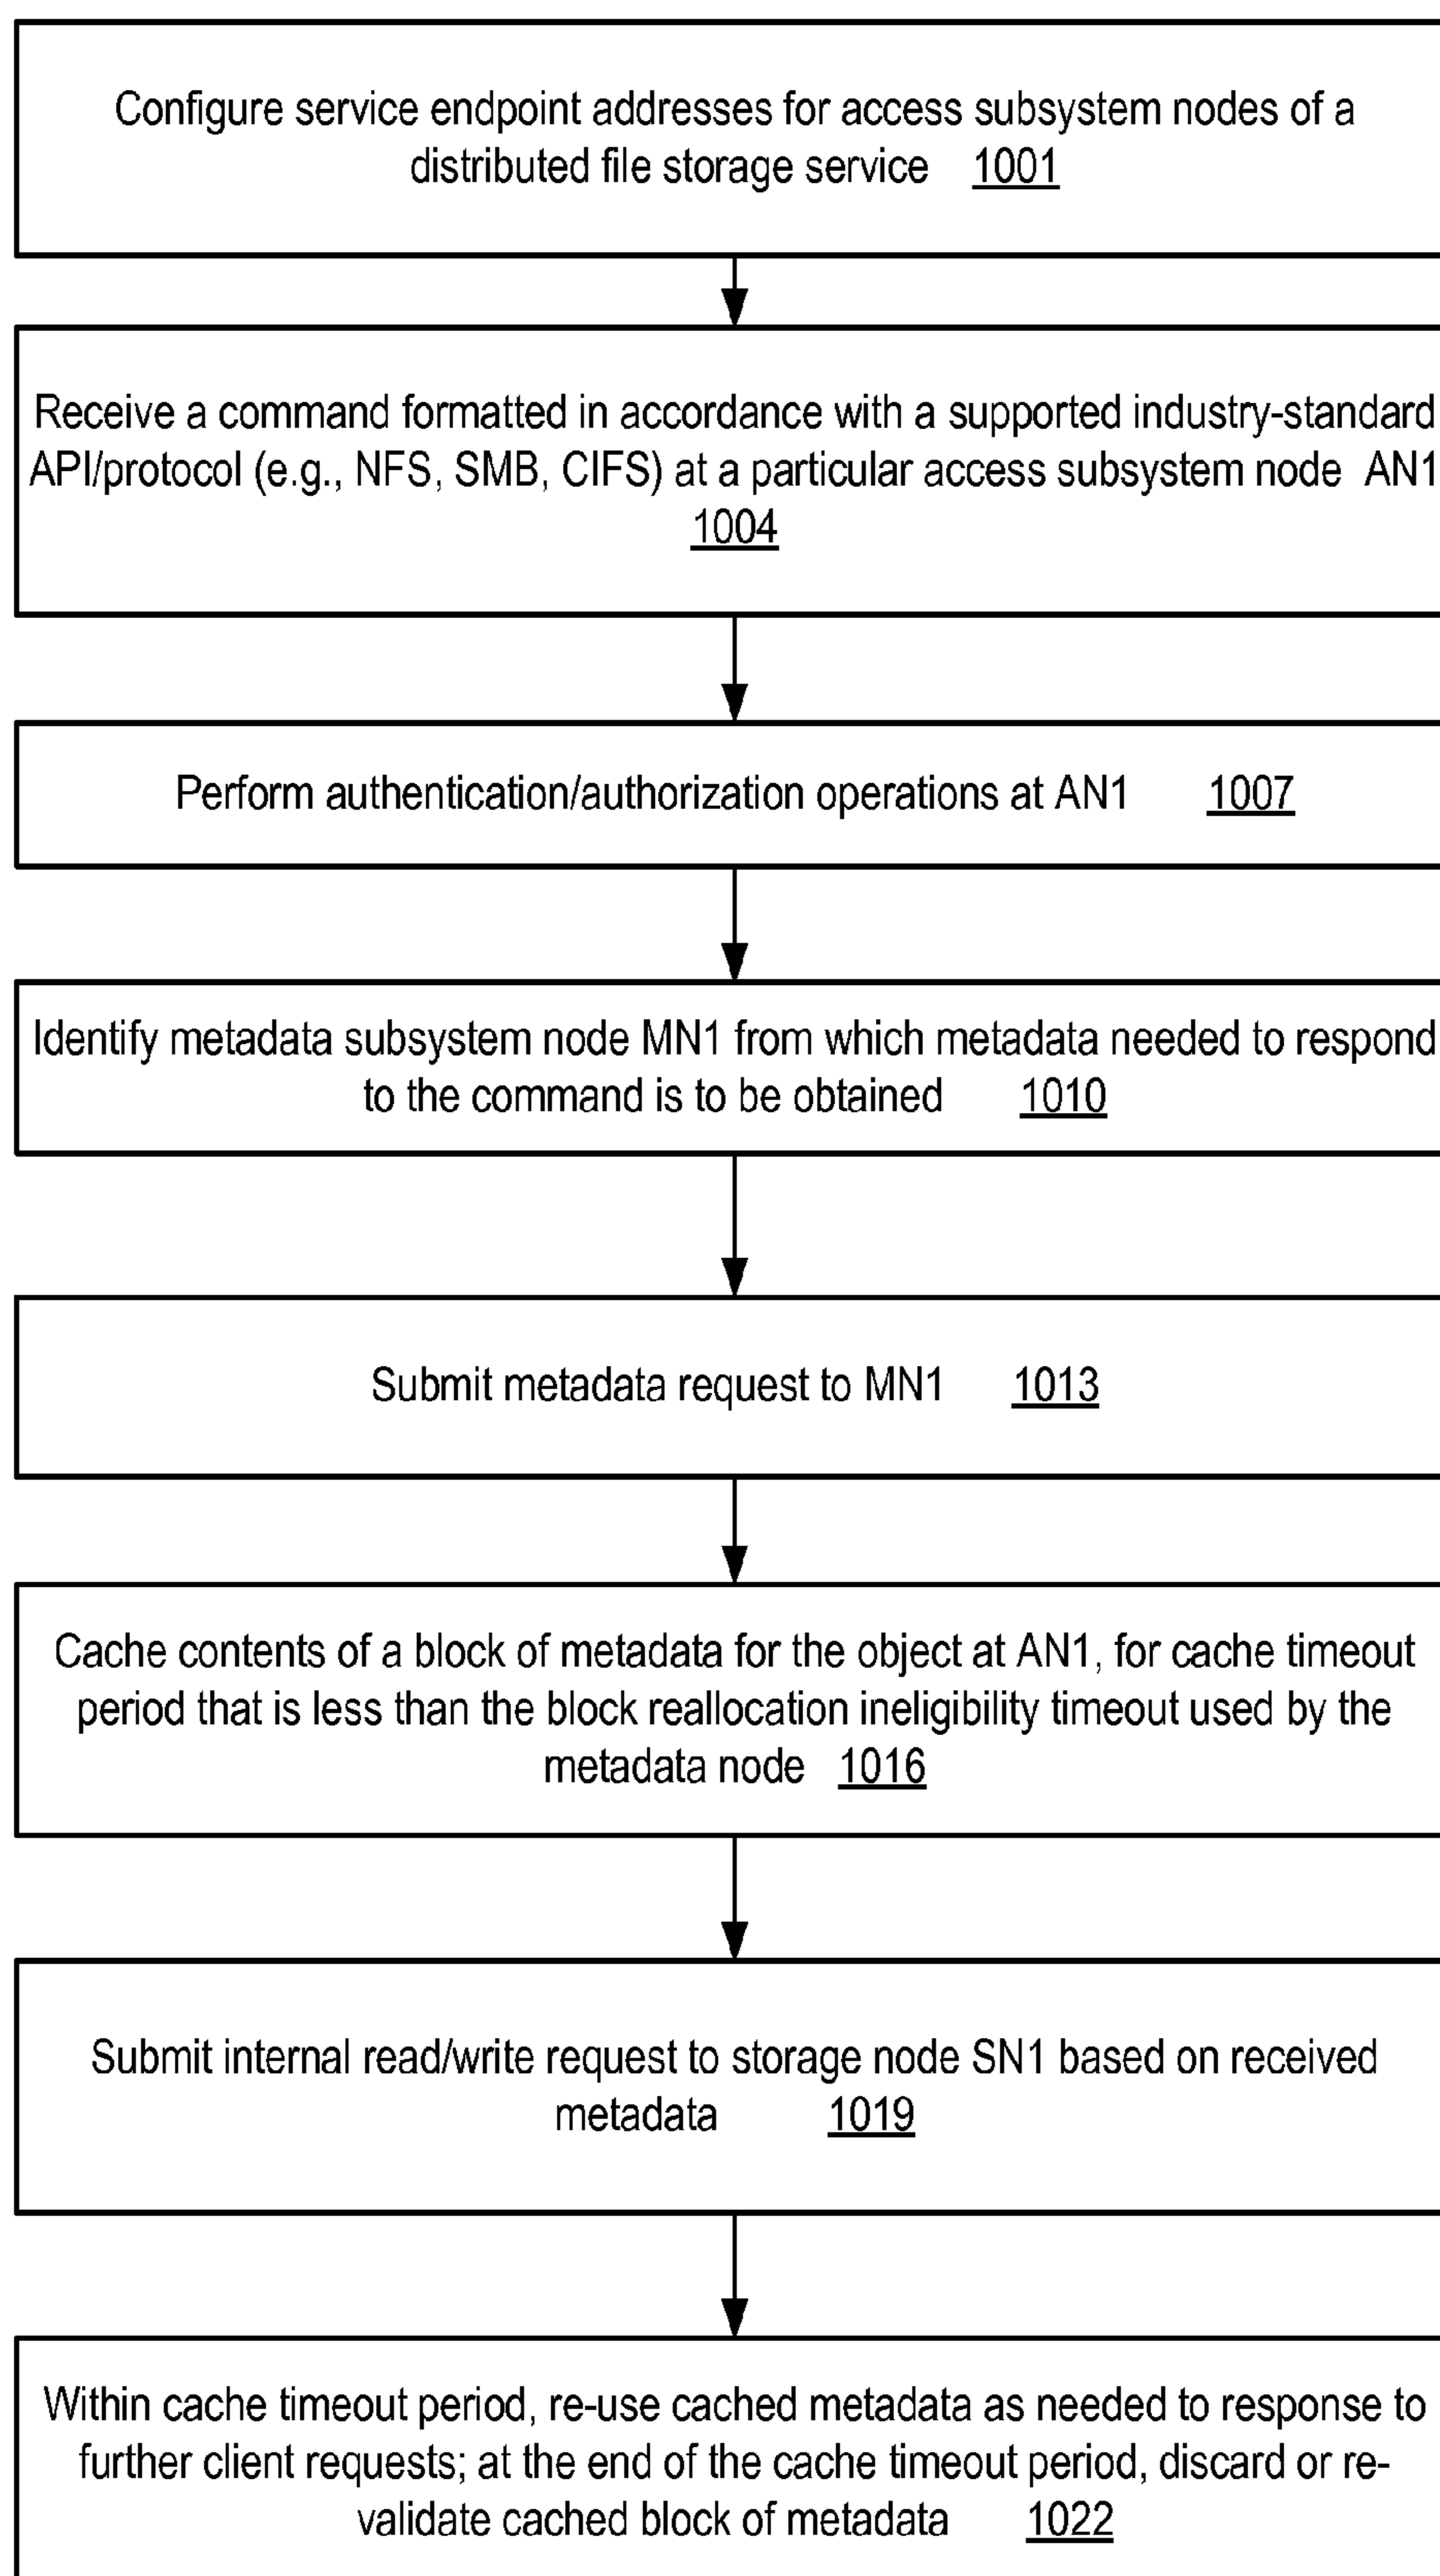 Configure service endpoint addresses for access subsystem nodes of a
distributed file storage service 1001
Receive a command formatted in accordance with a supported industry-standard
API/protocol (e.g., NFS, SMB, CIFS) at a particular access subsystem node AN1
1004
Perform authentication/authorization operations at AN1 1007
Identify metadata subsystem node MN1 from which metadata needed to respond
to the command is to be obtained 1010
Submit metadata request to MN1 1013
Cache contents of a block of metadata for the object at AN1, for cache timeout
period that is less than the block reallocation ineligibility timeout used by the
metadata node 1016
Submit internal read/write request to storage node SN1 based on received
metadata 1019
Within cache timeout period, re-use cached metadata as needed to response to
further client requests; at the end of the cache timeout period, discard or re-
validate cached block of metadata 1022